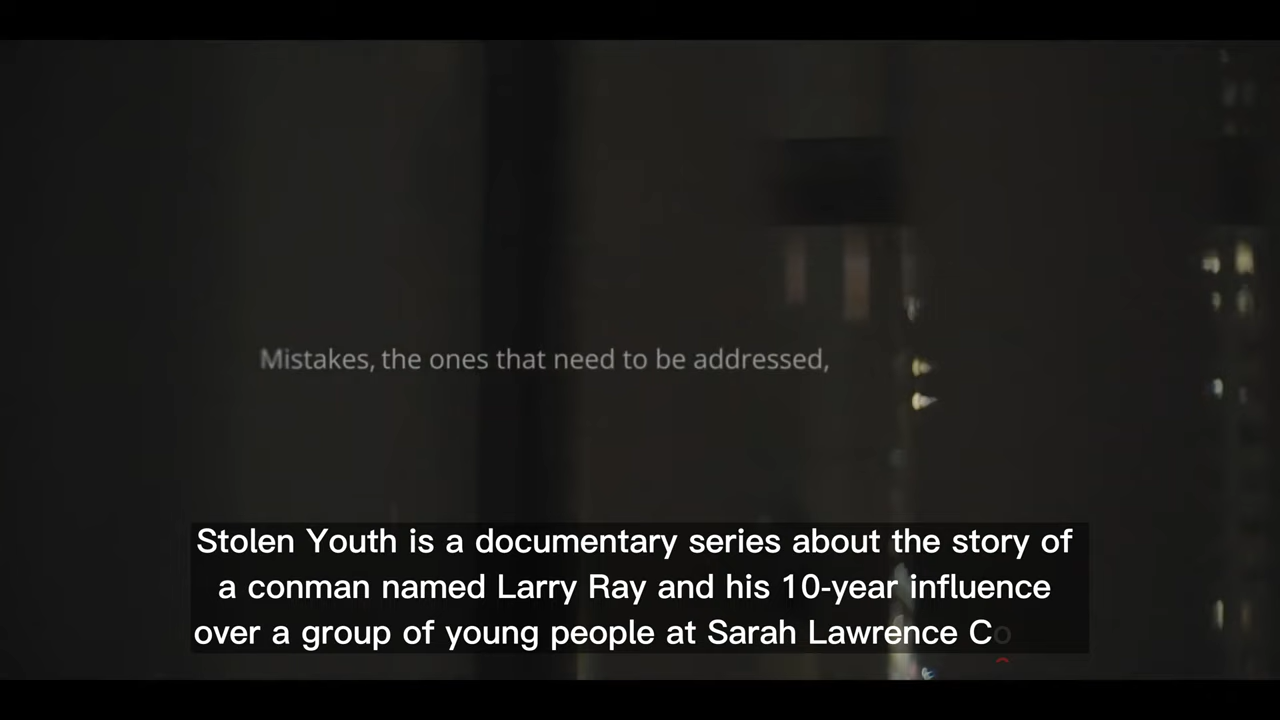 Mistakes, the ones that need to be addressed,
Stolen Youth is a documentary series about the story of
a conman named Larry Ray and his 10-year influence
over a group of young people at Sarah Lawrence Co